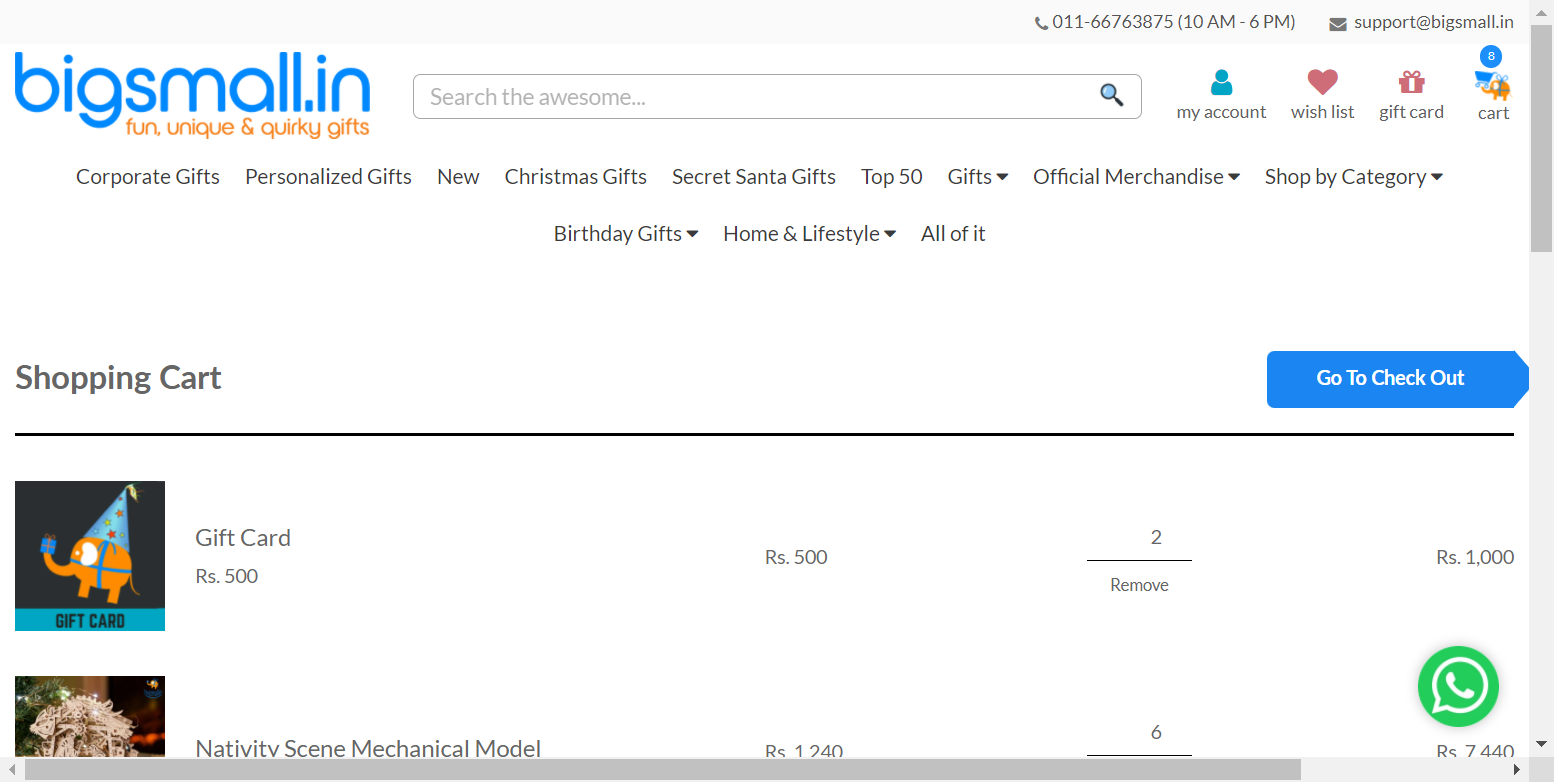 011-66763875 (10 AM - 6 PM) support@bigsmall.in
bigsmall.in
fun, unique & quirky gifts
Search the awesome...
8
my account wish list gift card cart
Corporate Gifts Personalized Gifts New Christmas Gifts Secret Santa Gifts Top 50 Gifts Official Merchandise Shop by Category
Birthday Gifts Home & Lifestyle All of it
Shopping Cart
Go To Check Out
Gift Card
Rs. 500
Rs. 500
2
Remove
Rs. 1,000
GIFT CARD
Nativity Scene Mechanical Model
Rs. 1,240
6
Rs. 7,440